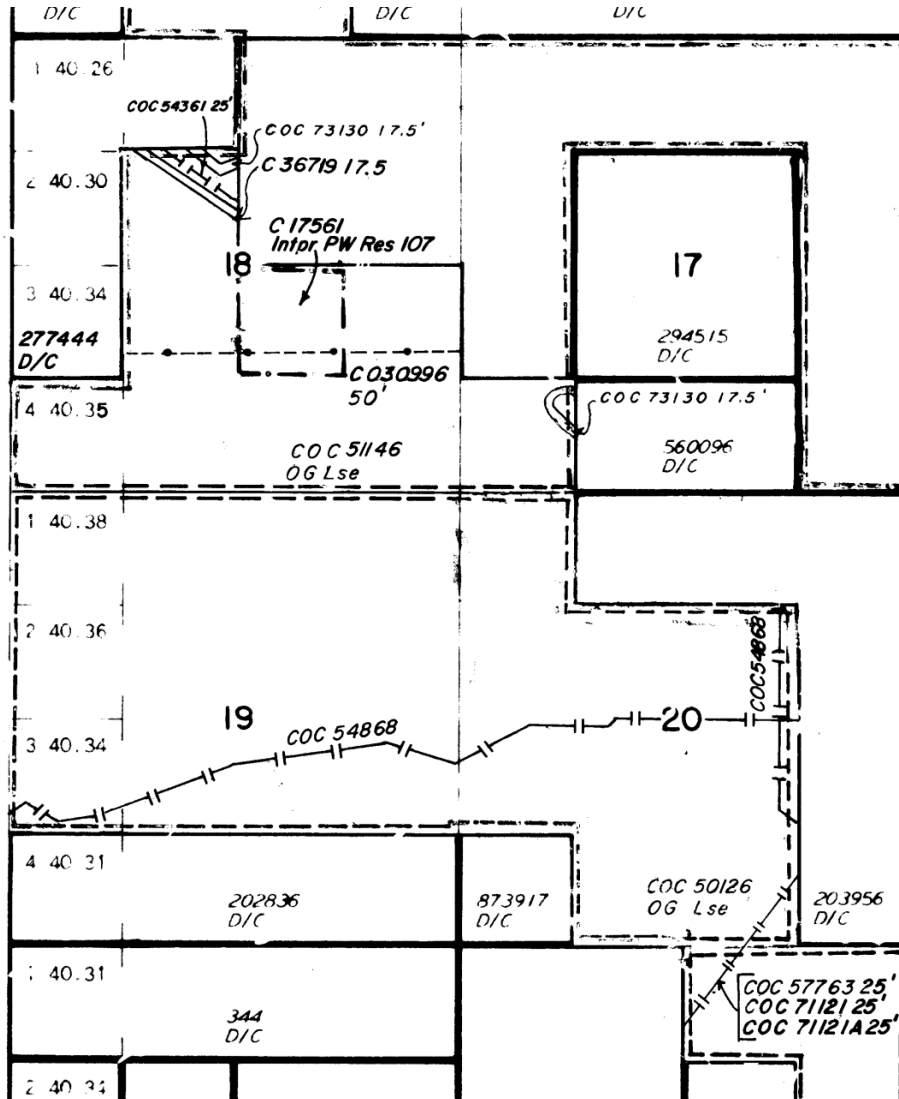 D/C
D/C
D/C
1 40.26
COC 54361 25'
COC 73130 17.5'
C 36719 17.5
2 40.30
C 17561
Intpr PW Res 107
18
17
3 40.34
277444
D/C
294515
D/C
C 030996
50'
COC 73130 17.5'
4 40.35
COC 51146
OG Lse
560096
D/C
1 40.38
2 40.36
COC54868
19
20
COC 54868
3 40.34
4 40.31
202836
D/C
873917
D/C
COC 50126
OG Lse
203956
D/C
1 40.31
COC 57763 25'
COC 71121 25'
COC 71121A 25'
344
D/C
2 40.34